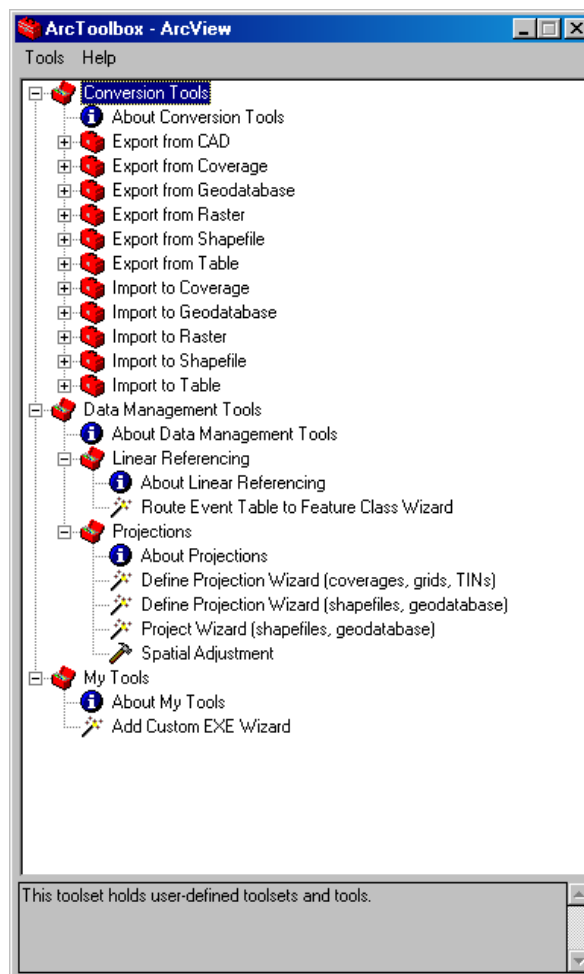 ArcToolbox - ArcView
Tools Help
Conversion Tools
About Conversion Tools
Export from CAD
Export from Coverage
Export from Geodatabase
Export from Raster
Export from Shapefile
Export from Table
Import to Coverage
Import to Geodatabase
Import to Raster
Import to Shapefile
Import to Table
Data Management Tools
About Data Management Tools
Linear Referencing
About Linear Referencing
Route Event Table to Feature Class Wizard
Projections
About Projections
Define Projection Wizard (coverages, grids, TINs)
Define Projection Wizard (shapefiles, geodatabase)
Project Wizard (shapefiles, geodatabase)
Spatial Adjustment
My Tools
About My Tools
Add Custom EXE Wizard
This toolset holds user-defined toolsets and tools.